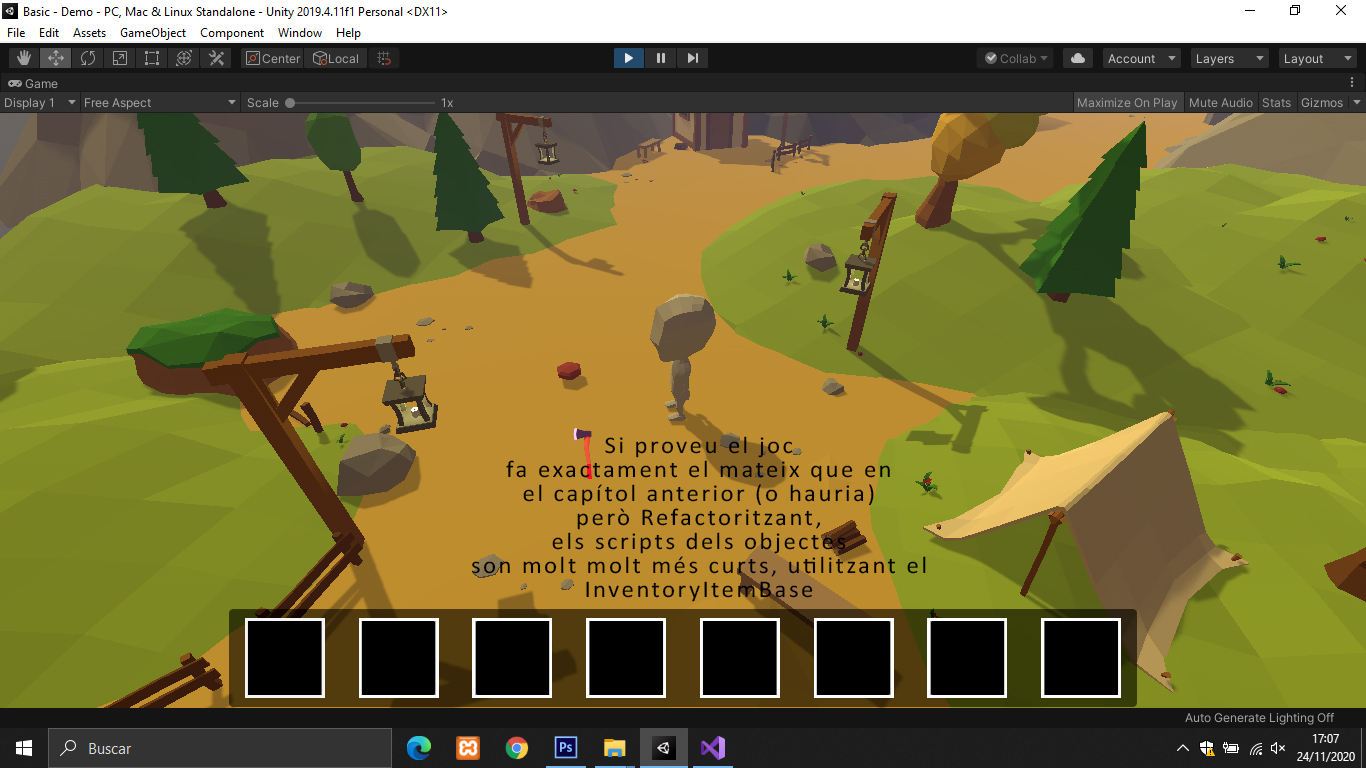 Basic - Demo - PC, Mac & Linux Standalone - Unity 2019.4.11f1 Personal <DX11>
File Edit Assets GameObject Component Window Help
Center Local Collab Account Layers Layout
Game
Display 1 Free Aspect Scale 1x Maximize On Play Mute Audio Stats Gizmos
Si proveu el joc
fa exactament el mateix que en
el capítol anterior (o hauria)
però Refactoritzant,
els scripts dels objectes
son molt molt més curts, utilitzant el
InventoryItemBase
Auto Generate Lighting Off
Buscar
Ps
17:07
24/11/2020